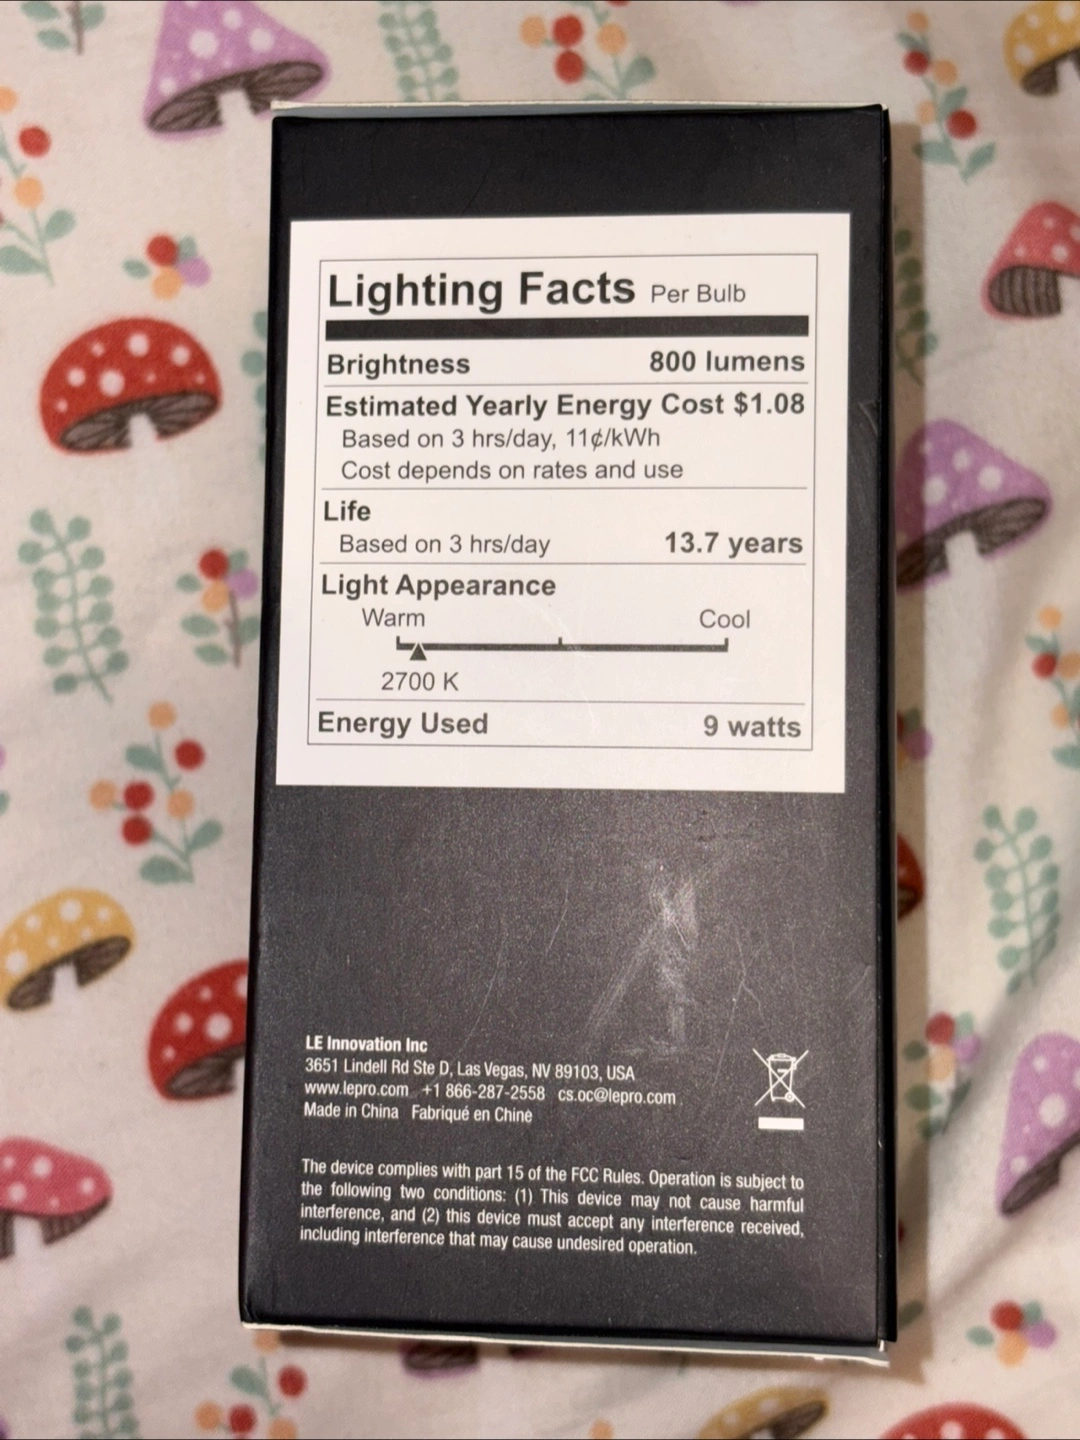 Lighting Facts Per Bulb
Brightness 800 lumens
Estimated Yearly Energy Cost $1.08
Based on 3 hrs/day, 11¢/kWh
Cost depends on rates and use
Life
Based on 3 hrs/day 13.7 years
Light Appearance
Warm Cool
2700 K
Energy Used 9 watts
LE Innovation Inc
3651 Lindell Rd Ste D, Las Vegas, NV 89103, USA
www.lepro.com +1 866-287-2558 cs.oc@lepro.com
Made in China Fabriqué en Chine
The device complies with part 15 of the FCC Rules. Operation is subject to
the following two conditions: (1) This device may not cause harmful
interference, and (2) this device must accept any interference received,
including interference that may cause undesired operation.